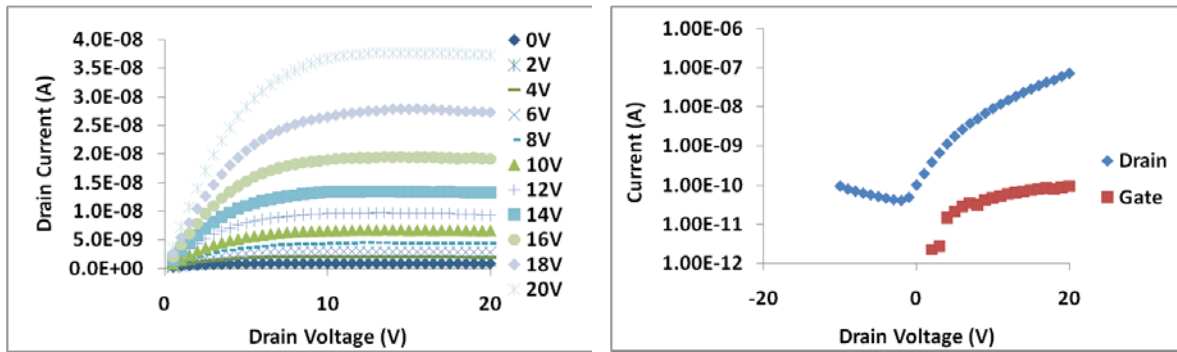 4.0E-08
3.5E-08
3.0E-08
2.5E-08
2.0E-08
1.5E-08
1.0E-08
5.0E-09
0.0E+00
Drain Current (A)
0
10
20
Drain Voltage (V)
0V
2V
4V
6V
8V
10V
12V
14V
16V
18V
20V
1.00E-06
1.00E-07
1.00E-08
1.00E-09
1.00E-10
1.00E-11
1.00E-12
Current (A)
-20
0
20
Drain Voltage (V)
Drain
Gate